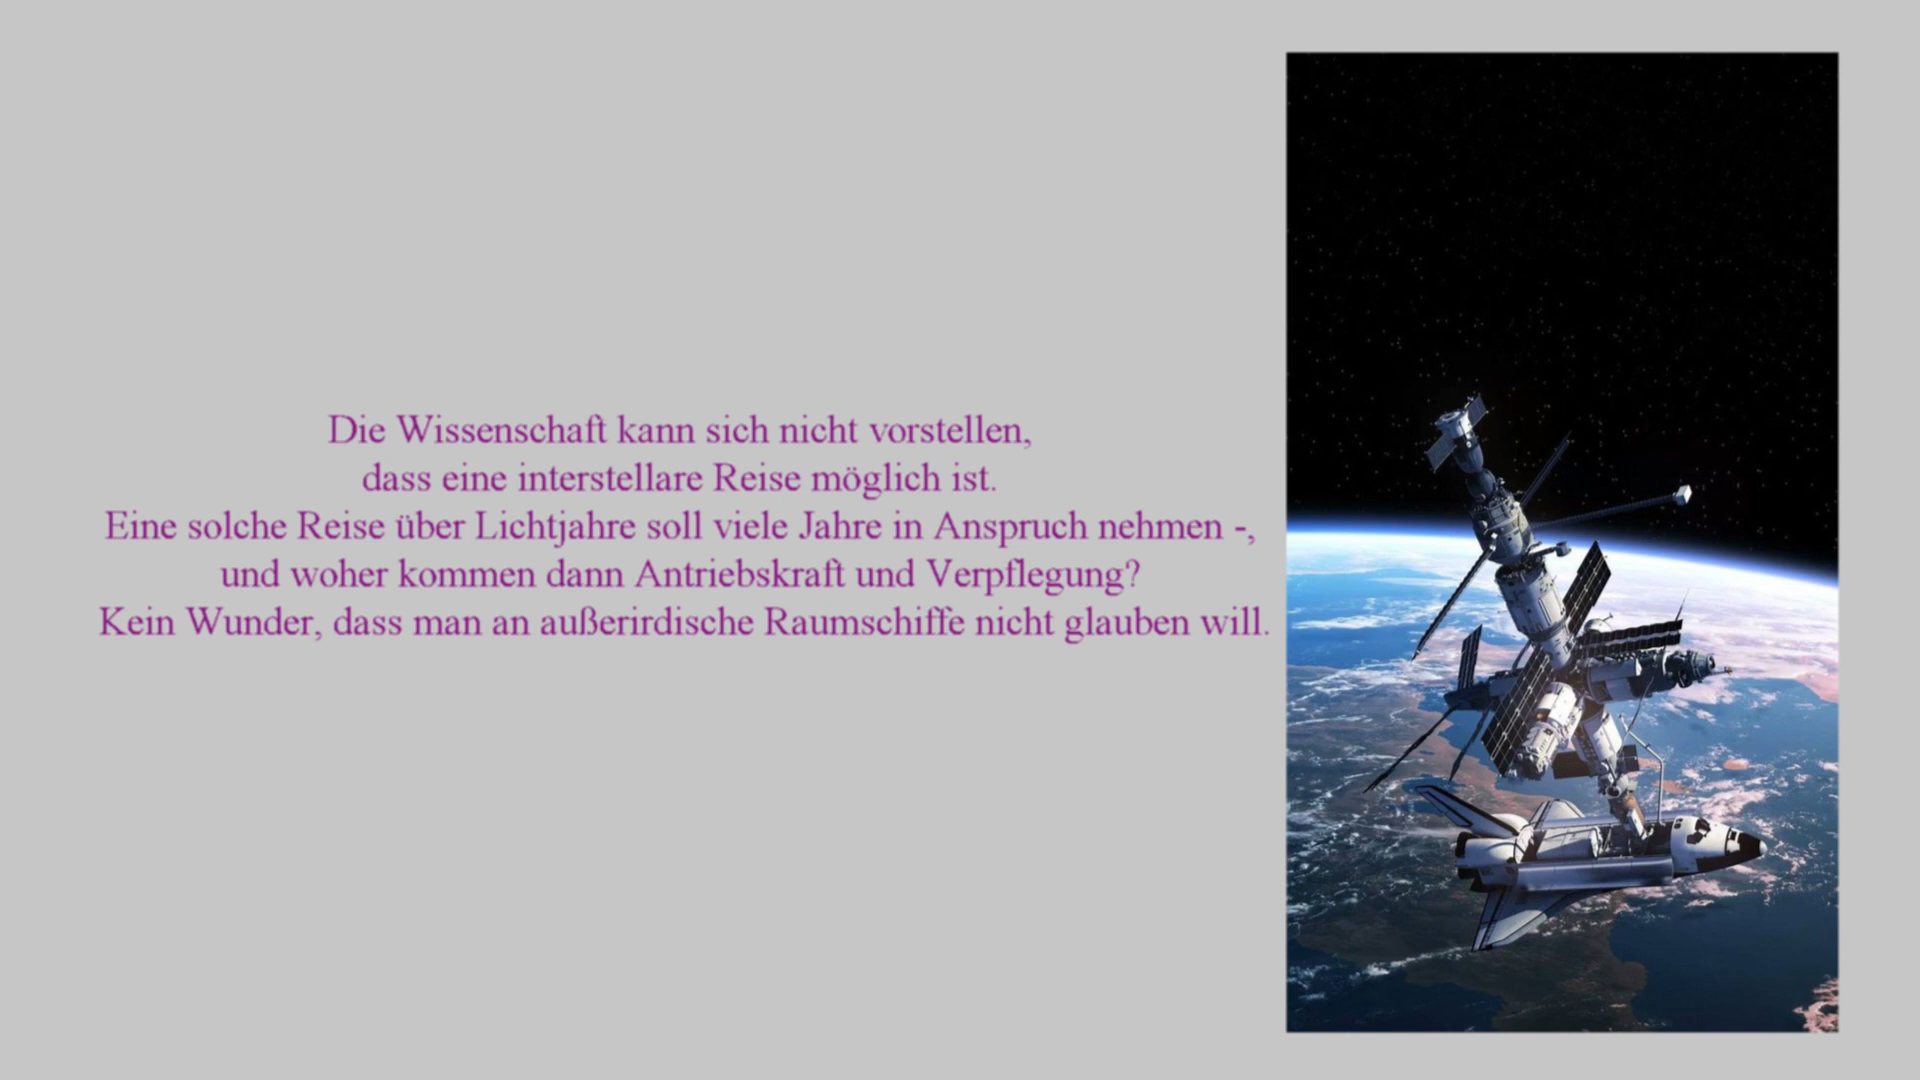 Die Wissenschaft kann sich nicht vorstellen,
dass eine interstellare Reise möglich ist.
Eine solche Reise über Lichtjahre soll viele Jahre in Anspruch nehmen -,
und woher kommen dann Antriebskraft und Verpflegung?
Kein Wunder, dass man an außerirdische Raumschiffe nicht glauben will.